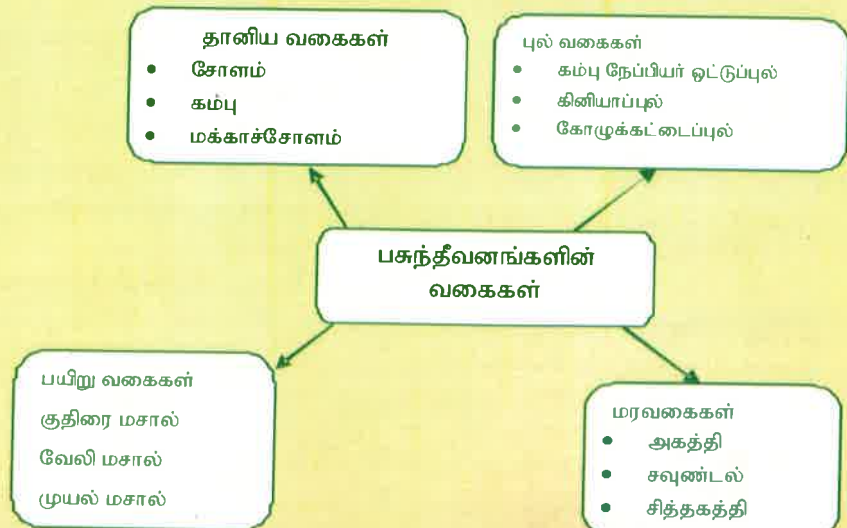 தானிய வகைகள்
• சோளம்
• கம்பு
• மக்காச்சோளம்
புல் வகைகள்
• கம்பு நேப்பியர் ஒட்டுப்புல்
• கினியாப்புல்
• கோழுக்கட்டைப்புல்
பசுந்தீவனங்களின்
வகைகள்
பயிறு வகைகள்
குதிரை மசால்
வேலி மசால்
முயல் மசால்
மரவகைகள்
• அகத்தி
• சவுண்டல்
• சித்தகத்தி